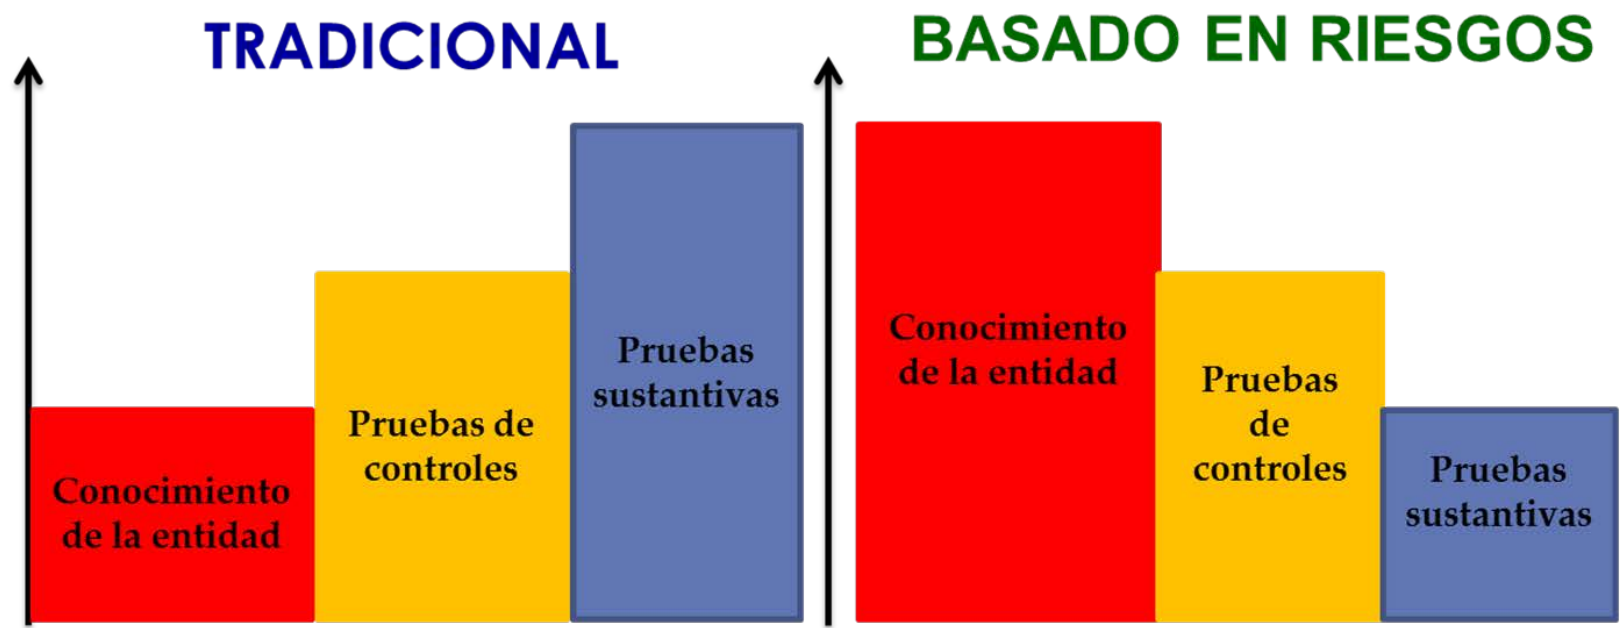 TRADICIONAL
Conocimiento
de la entidad
Pruebas de
controles
Pruebas
sustantivas
BASADO EN RIESGOS
Conocimiento
de la entidad
Pruebas
de
controles
Pruebas
sustantivas